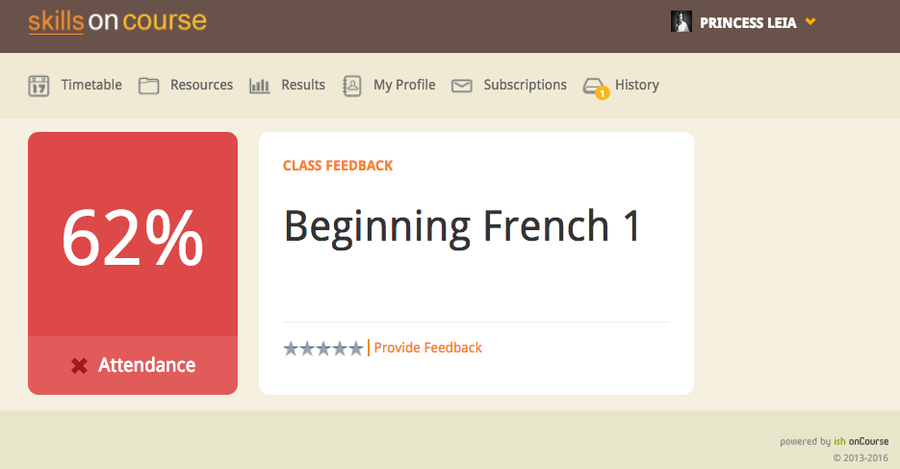 skills on course
PRINCESS LEIA
17 Timetable Resources Results My Profile Subscriptions 1 History
62%
Attendance
CLASS FEEDBACK
Beginning French 1
Provide Feedback
powered by ish onCourse
© 2013-2016